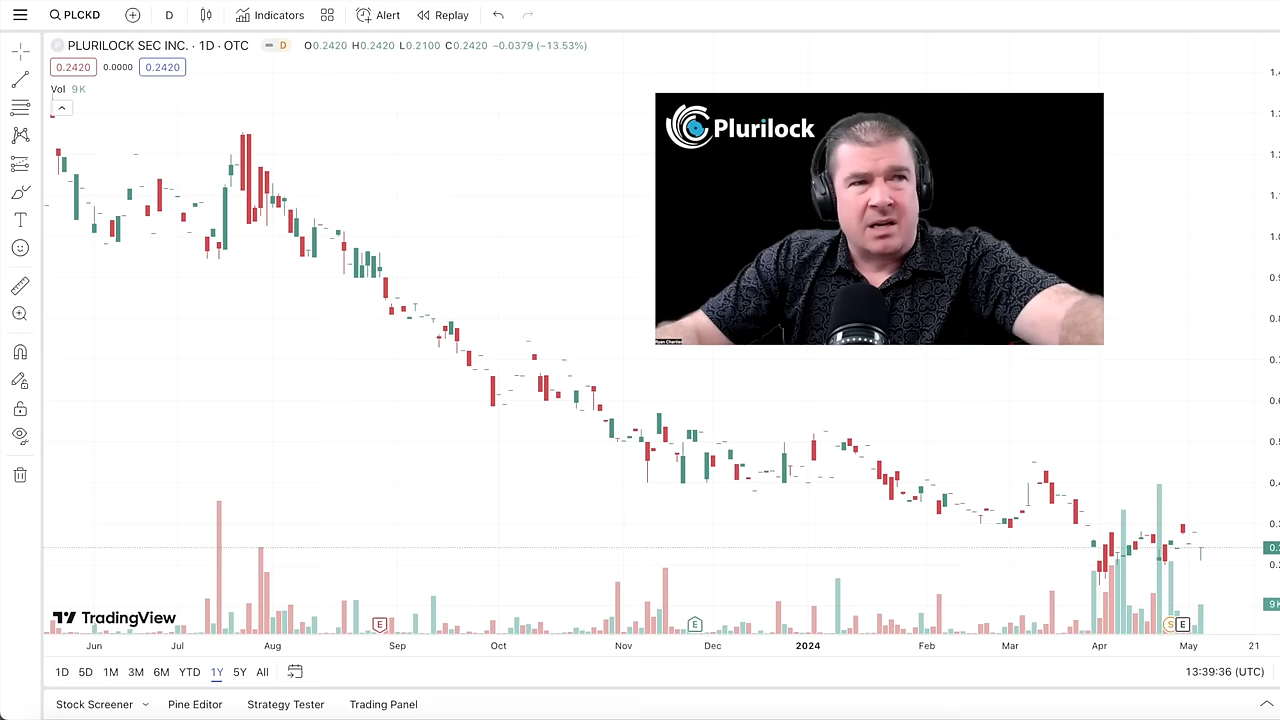 PLCKD
D
Indicators
Alert
Replay
PLURILOCK SEC INC. · 1D · OTC
D
O0.2420 H0.2420 L0.2100 C0.2420 −0.0379 (−13.53%)
0.2420 0.0000 0.2420
Vol 9K
Plurilock
Ryan Chartier
E
E
S
E
TradingView
Jun Jul Aug Sep Oct Nov Dec 2024 Feb Mar Apr May 21
1D 5D 1M 3M 6M YTD 1Y 5Y All
13:39:36 (UTC)
Stock Screener Pine Editor Strategy Tester Trading Panel
9K